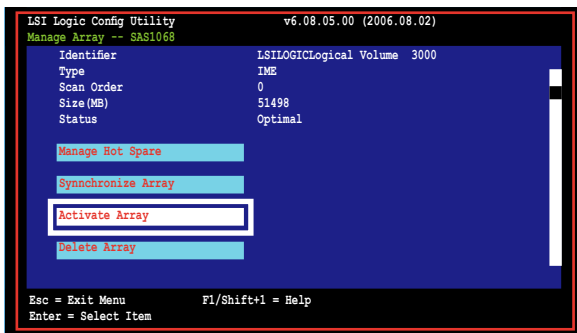 LSI Logic Config Utility v6.08.05.00 (2006.08.02)
Manage Array -- SAS1068
Identifier LSILOGICLogical Volume 3000
Type IME
Scan Order 0
Size(MB) 51498
Status Optimal
Manage Hot Spare
Synnchronize Array
Activate Array
Delete Array
Esc = Exit Menu F1/Shift+1 = Help
Enter = Select Item